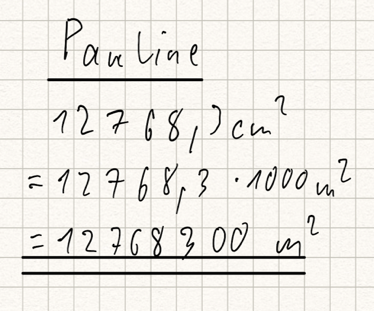 Pauline
12768,3 cm²
= 12768,3 · 1000 m²
= 12768300 m²